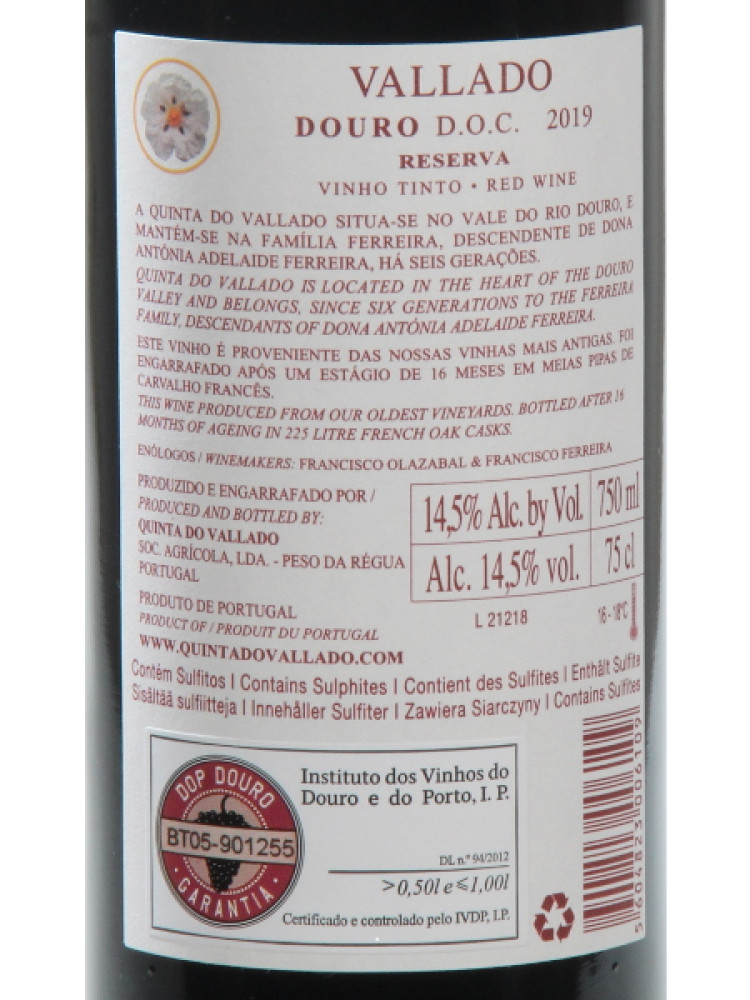 VALLADO
DOURO D.O.C. 2019
RESERVA
VINHO TINTO • RED WINE
A QUINTA DO VALLADO SITUA-SE NO VALE DO RIO DOURO, E
MANTÉM-SE NA FAMÍLIA FERREIRA, DESCENDENTE DE DONA
ANTÓNIA ADELAIDE FERREIRA, HÁ SEIS GERAÇÕES.
QUINTA DO VALLADO IS LOCATED IN THE HEART OF THE DOURO
VALLEY AND BELONGS, SINCE SIX GENERATIONS TO THE FERREIRA
FAMILY, DESCENDANTS OF DONA ANTÓNIA ADELAIDE FERREIRA.
ESTE VINHO É PROVENIENTE DAS NOSSAS VINHAS MAIS ANTIGAS. FOI
ENGARRAFADO APÓS UM ESTÁGIO DE 16 MESES EM MEIAS PIPAS DE
CARVALHO FRANCÊS.
THIS WINE PRODUCED FROM OUR OLDEST VINEYARDS. BOTTLED AFTER 16
MONTHS OF AGEING IN 225 LITRE FRENCH OAK CASKS.
ENÓLOGOS / WINEMAKERS: FRANCISCO OLAZABAL & FRANCISCO FERREIRA
PRODUZIDO E ENGARRAFADO POR /
PRODUCED AND BOTTLED BY:
QUINTA DO VALLADO
SOC. AGRÍCOLA, LDA. - PESO DA RÉGUA
PORTUGAL
14,5% Alc. by Vol. 750 ml
Alc. 14,5% vol. 75 cl
PRODUTO DE PORTUGAL
PRODUCT OF / PRODUIT DU PORTUGAL
WWW.QUINTADOVALLADO.COM
L 21218
16-18ºC
Contém Sulfitos | Contains Sulphites | Contient des Sulfites | Enthält Sulfite
Sisältää sulfiitteja | Innehåller Sulfiter | Zawiera Siarczyny | Contains Sulfites
DOP DOURO
BT05-901255
• GARANTIA •
Instituto dos Vinhos do
Douro e do Porto, I. P.
DL n.º 94/2012
>0,50l e ⩽1,00l
Certificado e controlado pelo IVDP, I.P.
5 604823 006109